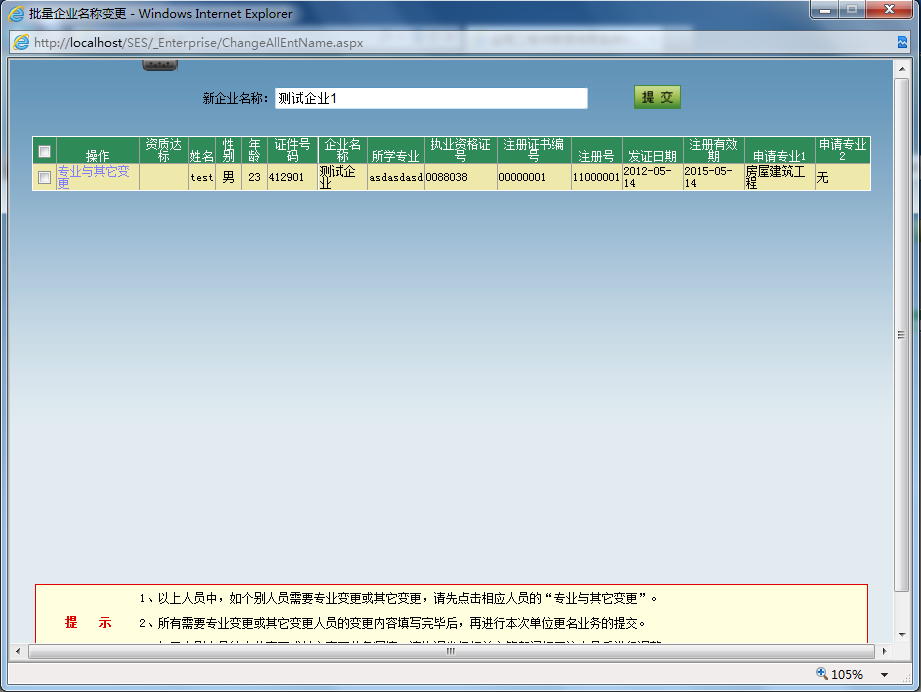 批量企业名称变更 - Windows Internet Explorer
http://localhost/SES/_Enterprise/ChangeAllEntName.aspx
新企业名称： 测试企业1 提 交
操作 资质达标 姓名 性别 年龄 证件号码 企业名称 所学专业 执业资格证号 注册证书编号 注册号 发证日期 注册有效期 申请专业1 申请专业2
专业与其它变更 test 男 23 412901 测试企业 asdasdasd 0088038 00000001 11000001 2012-05-14 2015-05-14 房屋建筑工程 无
1、以上人员中，如个别人员需要专业变更或其它变更，请先点击相应人员的“专业与其它变更”。
提 示
2、所有需要专业变更或其它变更人员的变更内容填写完毕后，再进行本次单位更名业务的提交。
105%